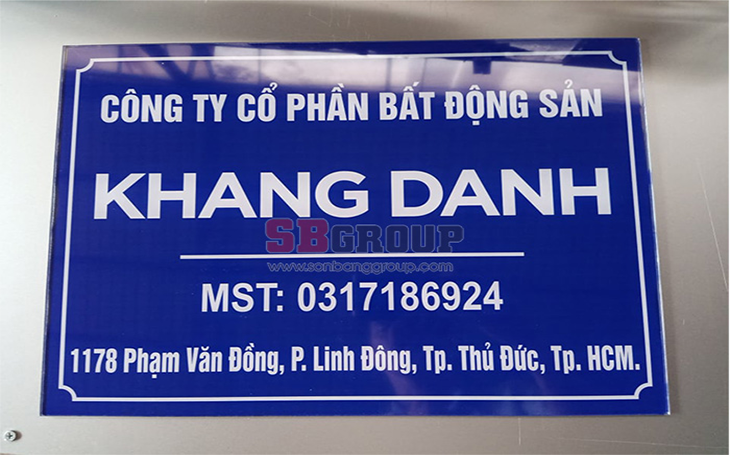 CÔNG TY CỔ PHẦN BẤT ĐỘNG SẢN
KHANG DANH
SBGROUP
www.sonbanggroup.com
MST: 0317186924
1178 Phạm Văn Đồng, P. Linh Đông, Tp. Thủ Đức, Tp. HCM.